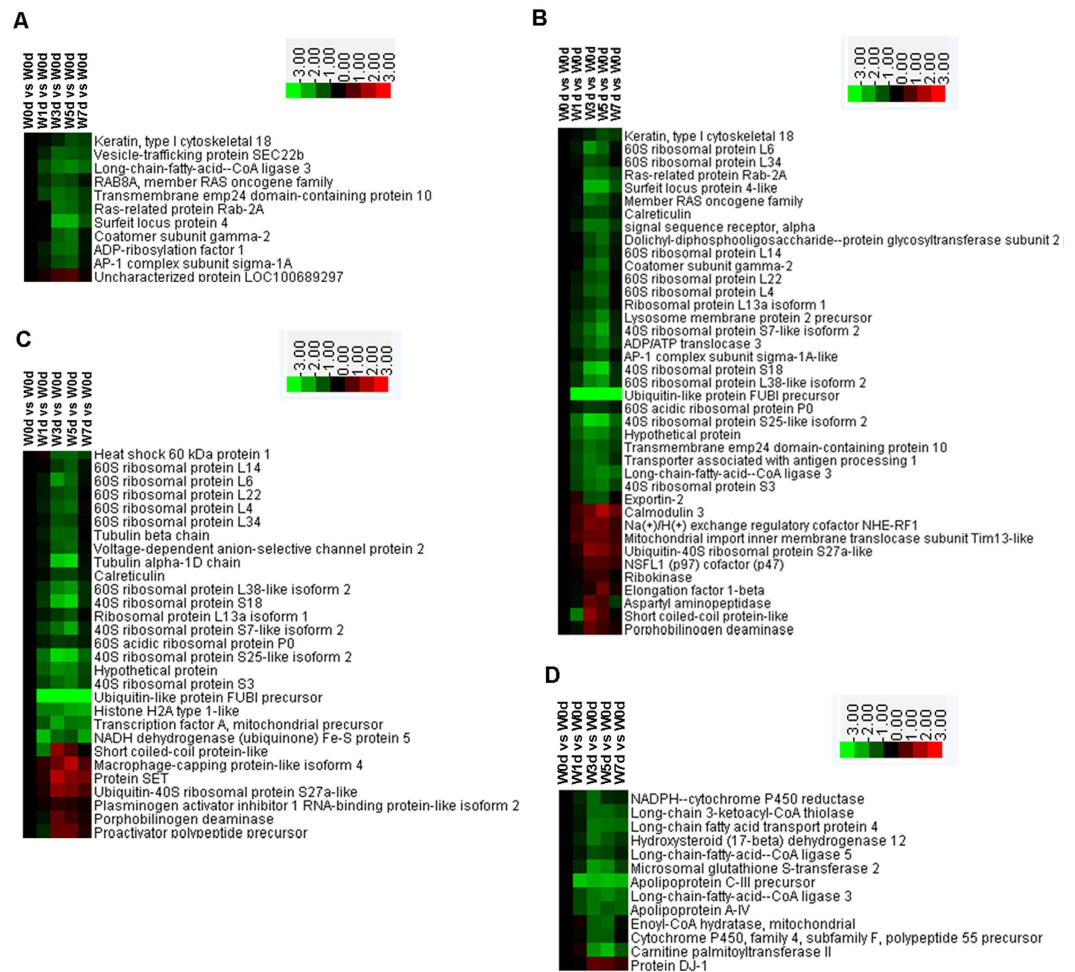 A
W0d vs W0d
W1d vs W0d
W3d vs W0d
W5d vs W0d
W7d vs W0d
-3.00
-2.00
-1.00
0.00
1.00
2.00
3.00
Keratin, type I cytoskeletal 18
Vesicle-trafficking protein SEC22b
Long-chain-fatty-acid--CoA ligase 3
RAB8A, member RAS oncogene family
Transmembrane emp24 domain-containing protein 10
Ras-related protein Rab-2A
Surfeit locus protein 4
Coatomer subunit gamma-2
ADP-ribosylation factor 1
AP-1 complex subunit sigma-1A
Uncharacterized protein LOC100689297
B
W0d vs W0d
W1d vs W0d
W3d vs W0d
W5d vs W0d
W7d vs W0d
-3.00
-2.00
-1.00
0.00
1.00
2.00
3.00
Keratin, type I cytoskeletal 18
60S ribosomal protein L6
60S ribosomal protein L34
Ras-related protein Rab-2A
Surfeit locus protein 4-like
Member RAS oncogene family
Calreticulin
signal sequence receptor, alpha
Dolichyl-diphosphooligosaccharide--protein glycosyltransferase subunit 2
60S ribosomal protein L14
Coatomer subunit gamma-2
60S ribosomal protein L22
60S ribosomal protein L4
Ribosomal protein L13a isoform 1
Lysosome membrane protein 2 precursor
40S ribosomal protein S7-like isoform 2
ADP/ATP translocase 3
AP-1 complex subunit sigma-1A-like
40S ribosomal protein S18
60S ribosomal protein L38-like isoform 2
Ubiquitin-like protein FUBI precursor
60S acidic ribosomal protein P0
40S ribosomal protein S25-like isoform 2
Hypothetical protein
Transmembrane emp24 domain-containing protein 10
Transporter associated with antigen processing 1
Long-chain-fatty-acid--CoA ligase 3
40S ribosomal protein S3
Exportin-2
Calmodulin 3
Na(+)/H(+) exchange regulatory cofactor NHE-RF1
Mitochondrial import inner membrane translocase subunit Tim13-like
Ubiquitin-40S ribosomal protein S27a-like
NSFL1 (p97) cofactor (p47)
Ribokinase
Elongation factor 1-beta
Aspartyl aminopeptidase
Short coiled-coil protein-like
Porphobilinogen deaminase
C
W0d vs W0d
W1d vs W0d
W3d vs W0d
W5d vs W0d
W7d vs W0d
-3.00
-2.00
-1.00
0.00
1.00
2.00
3.00
Heat shock 60 kDa protein 1
60S ribosomal protein L14
60S ribosomal protein L6
60S ribosomal protein L22
60S ribosomal protein L4
60S ribosomal protein L34
Tubulin beta chain
Voltage-dependent anion-selective channel protein 2
Tubulin alpha-1D chain
Calreticulin
60S ribosomal protein L38-like isoform 2
40S ribosomal protein S18
Ribosomal protein L13a isoform 1
40S ribosomal protein S7-like isoform 2
60S acidic ribosomal protein P0
40S ribosomal protein S25-like isoform 2
Hypothetical protein
40S ribosomal protein S3
Ubiquitin-like protein FUBI precursor
Histone H2A type 1-like
Transcription factor A, mitochondrial precursor
NADH dehydrogenase (ubiquinone) Fe-S protein 5
Short coiled-coil protein-like
Macrophage-capping protein-like isoform 4
Protein SET
Ubiquitin-40S ribosomal protein S27a-like
Plasminogen activator inhibitor 1 RNA-binding protein-like isoform 2
Porphobilinogen deaminase
Proactivator polypeptide precursor
D
W0d vs W0d
W1d vs W0d
W3d vs W0d
W5d vs W0d
W7d vs W0d
-3.00
-2.00
-1.00
0.00
1.00
2.00
3.00
NADPH--cytochrome P450 reductase
Long-chain 3-ketoacyl-CoA thiolase
Long-chain fatty acid transport protein 4
Hydroxysteroid (17-beta) dehydrogenase 12
Long-chain-fatty-acid--CoA ligase 5
Microsomal glutathione S-transferase 2
Apolipoprotein C-III precursor
Long-chain-fatty-acid--CoA ligase 3
Apolipoprotein A-IV
Enoyl-CoA hydratase, mitochondrial
Cytochrome P450, family 4, subfamily F, polypeptide 55 precursor
Carnitine palmitoyltransferase II
Protein DJ-1